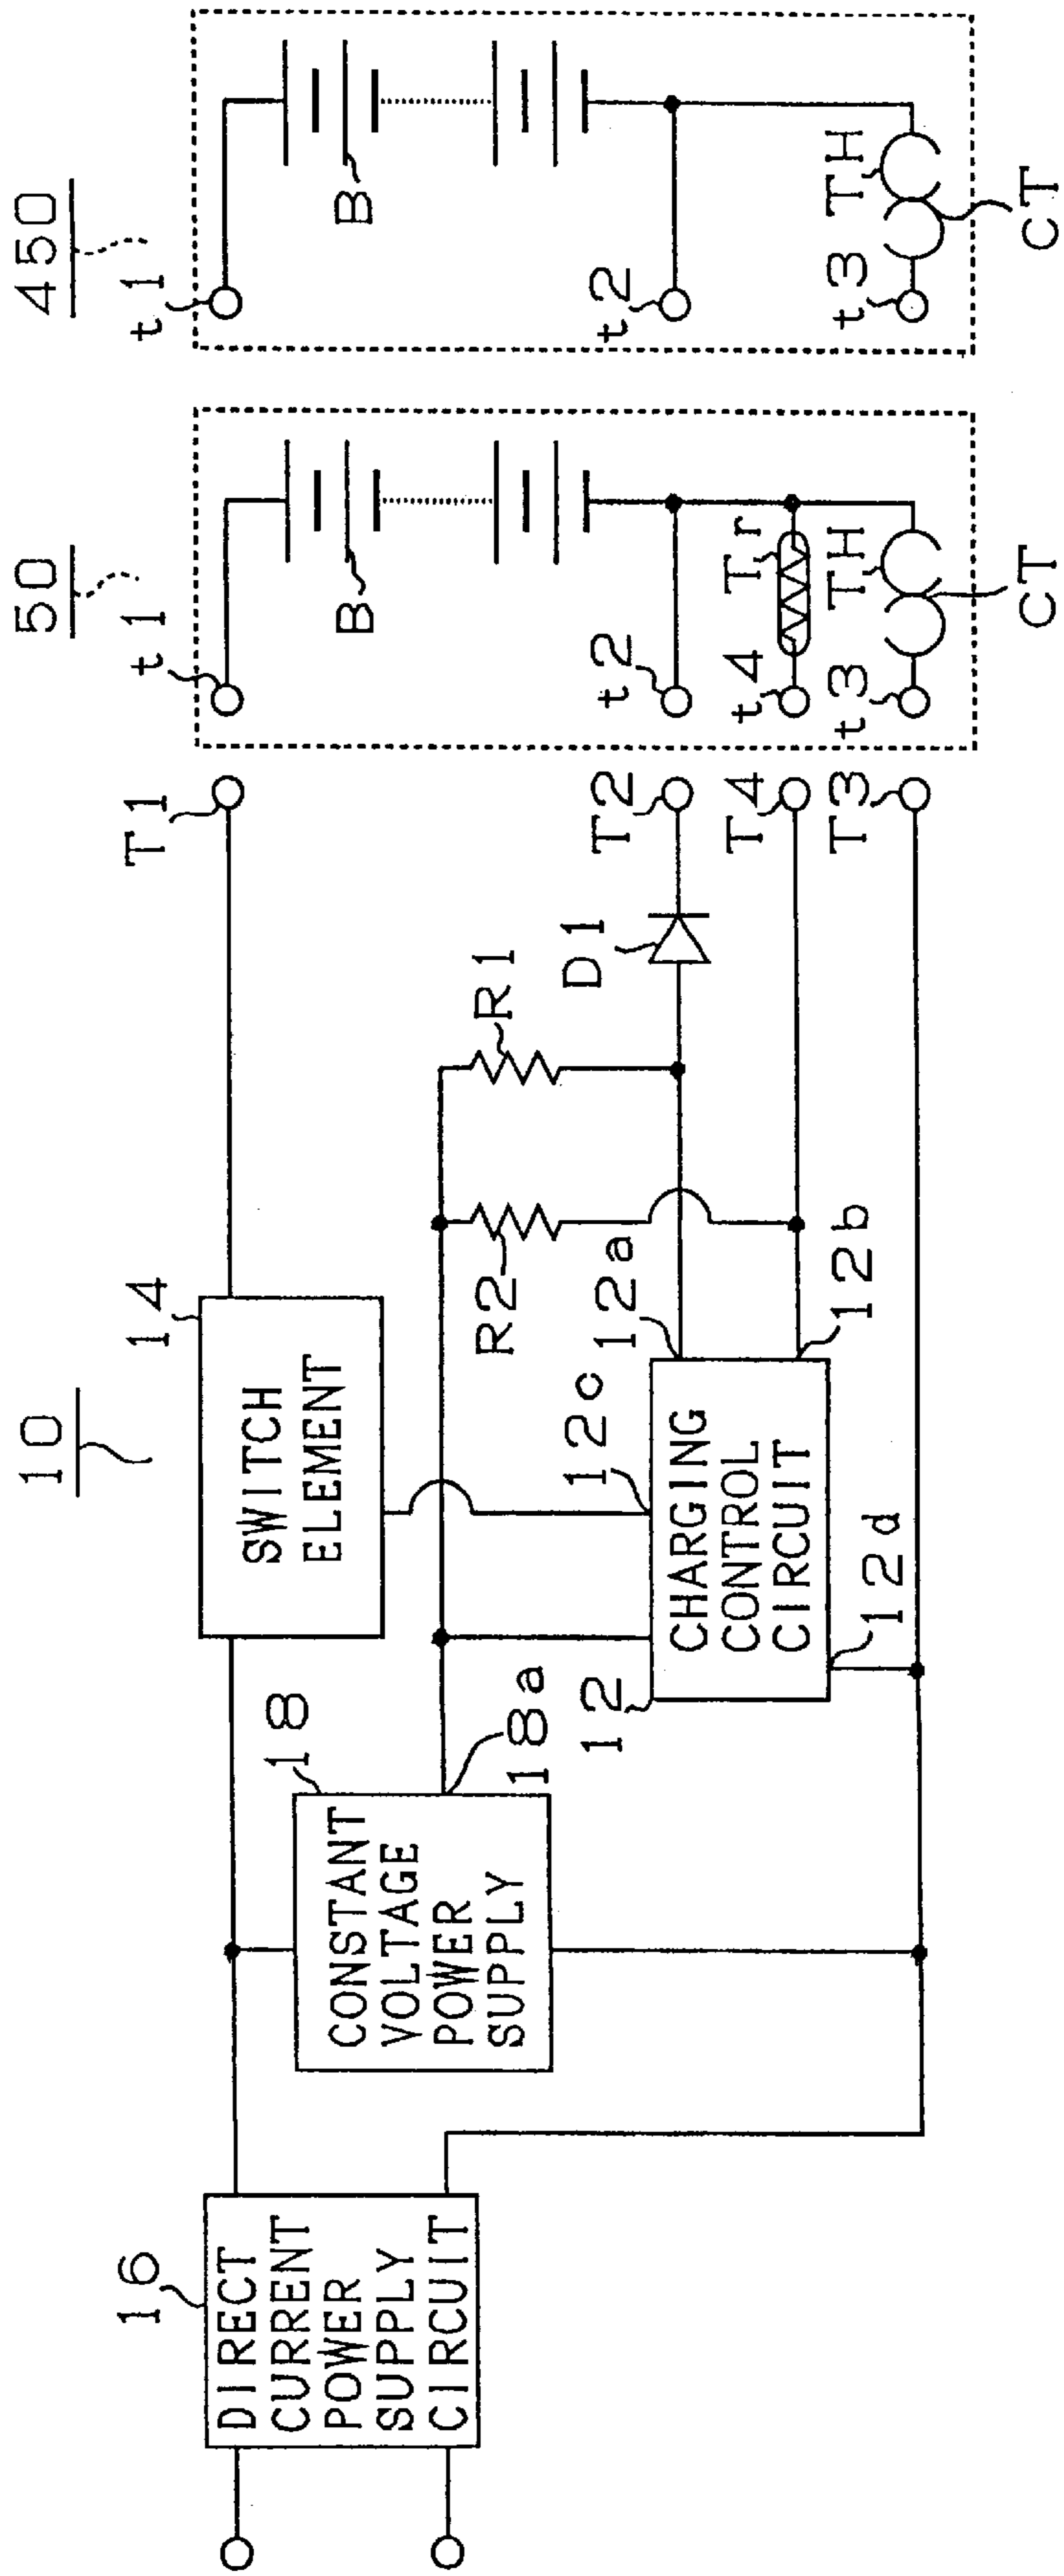 10
50
450
16
DIRECT
CURRENT
POWER
SUPPLY
CIRCUIT
18
CONSTANT
VOLTAGE
POWER
SUPPLY
18a
14
SWITCH
ELEMENT
12
CHARGING
CONTROL
CIRCUIT
12c
12a
12b
12d
R2
R1
D1
T1
T2
T4
T3
t1
B
t2
t4
Tr
t3
TH
CT
t1
B
t2
t3
TH
CT